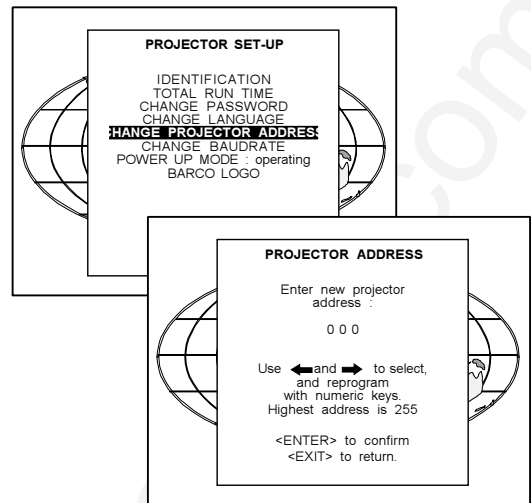 PROJECTOR SET-UP
IDENTIFICATION
TOTAL RUN TIME
CHANGE PASSWORD
CHANGE LANGUAGE
HANGE PROJECTOR ADDRES
CHANGE BAUDRATE
POWER UP MODE : operating
BARCO LOGO
PROJECTOR ADDRESS
Enter new projector
address :
0 0 0
Use ⬅ and ➡ to select,
and reprogram
with numeric keys.
Highest address is 255
<ENTER> to confirm
<EXIT> to return.